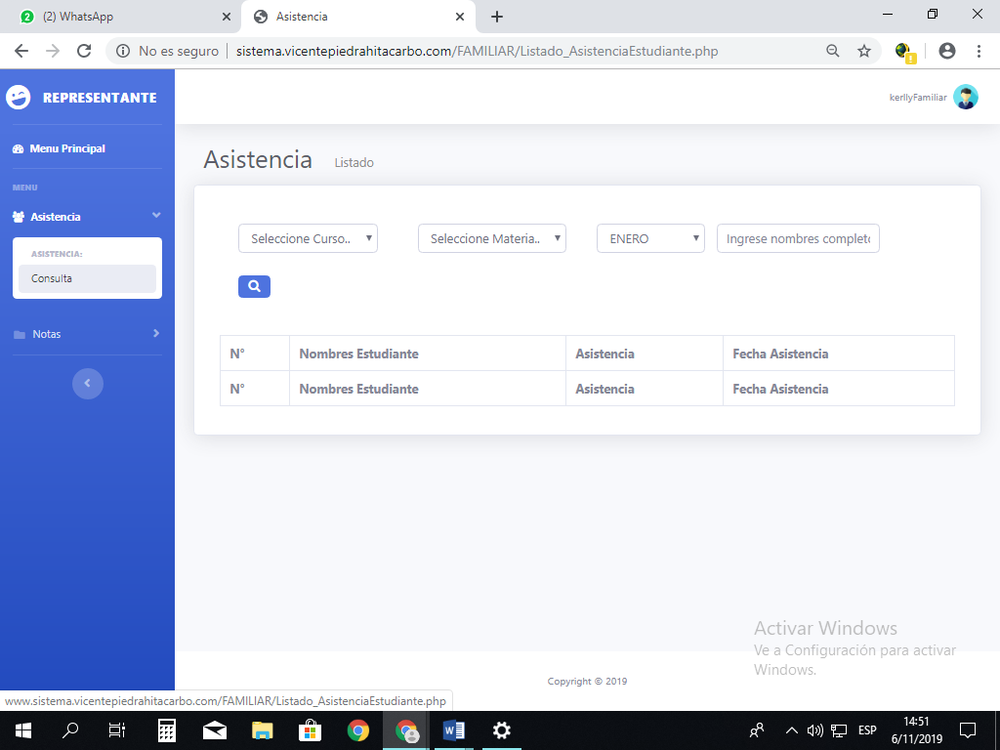 2 (2) WhatsApp
Asistencia
No es seguro
sistema.vicentepiedrahitacarbo.com/FAMILIAR/Listado_AsistenciaEstudiante.php
REPRESENTANTE
kerllyFamiliar
Menu Principal
MENU
Asistencia
ASISTENCIA:
Consulta
Notas
Asistencia Listado
Seleccione Curso.. Seleccione Materia.. ENERO Ingrese nombres completo
N° Nombres Estudiante Asistencia Fecha Asistencia
N° Nombres Estudiante Asistencia Fecha Asistencia
Activar Windows
Ve a Configuración para activar
Windows.
Copyright © 2019
www.sistema.vicentepiedrahitacarbo.com/FAMILIAR/Listado_AsistenciaEstudiante.php
ESP
14:51
6/11/2019